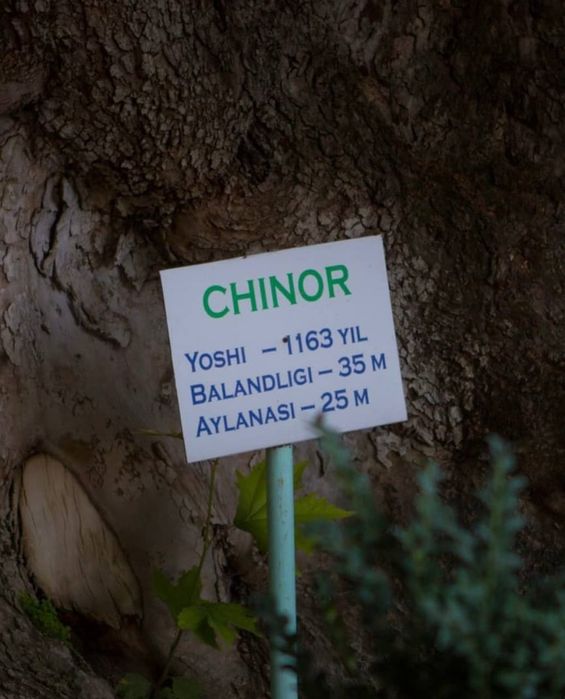 CHINOR
YOSHI – 1163 YIL
BALANDLIGI – 35 M
AYLANASI – 25 M